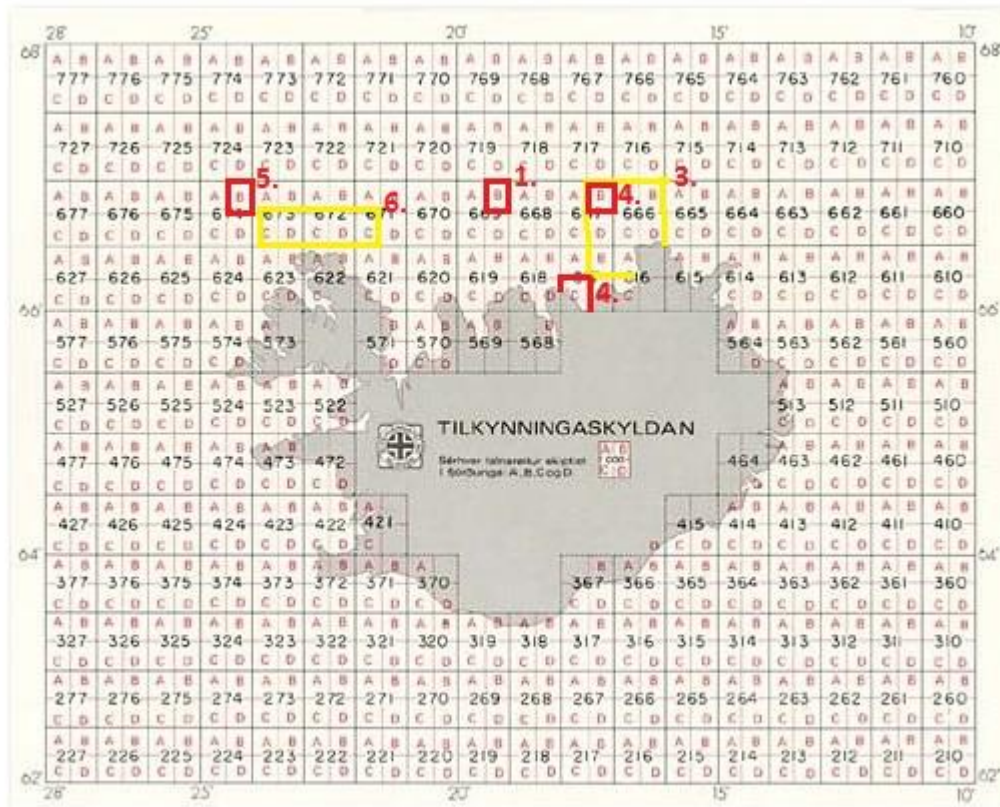 28° 25° 20° 15° 10°
68° 68°
A B A B A B A B A B A B A B A B A B A B A B A B A B A B A B A B A B A B
777 776 775 774 773 772 771 770 769 768 767 766 765 764 763 762 761 760
C D C D C D C D C D C D C D C D C D C D C D C D C D C D C D C D C D C D
A B A B A B A B A B A B A B A B A B A B A B A B A B A B A B A B A B A B
727 726 725 724 723 722 721 720 719 718 717 716 715 714 713 712 711 710
C D C D C D C D C D C D C D C D C D C D C D C D C D C D C D C D C D C D
5. 1. 4. 3.
6.
677 676 675 673 672 670 668 666 665 664 663 662 661 660
C D C D C D C D C D C D C D C D C D C D C D C D C D C D C D C D C D C D
627 626 625 624 623 622 621 620 619 618 615 614 613 612 611 610
4.
66° 66°
577 576 575 574 573 571 570 569 568 564 563 562 561 560
527 526 525 524 523 522 513 512 511 510
TILKYNNINGASKYLDAN
Sérhver talnareitur skiptist
í fjórðunga: A, B, C og D
A B
000
C D
477 476 475 474 473 472 464 463 462 461 460
427 426 425 424 423 422 421 415 414 413 412 411 410
64° 64°
377 376 375 374 373 372 371 370 367 366 365 364 363 362 361 360
327 326 325 324 323 322 321 320 319 318 317 316 315 314 313 312 311 310
C D C D C D C D C D C D C D C D C D C D C D C D C D C D C D C D C D C D
A B A B A B A B A B A B A B A B A B A B A B A B A B A B A B A B A B A B
277 276 275 274 273 272 271 270 269 268 267 266 265 264 263 262 261 260
C D C D C D C D C D C D C D C D C D C D C D C D C D C D C D C D C D C D
A B A B A B A B A B A B A B A B A B A B A B A B A B A B A B A B A B A B
227 226 225 224 223 222 221 220 219 218 217 216 215 214 213 212 211 210
C D C D C D C D C D C D C D C D C D C D C D C D C D C D C D C D C D C D
62° 62°
28° 25° 20° 15° 10°